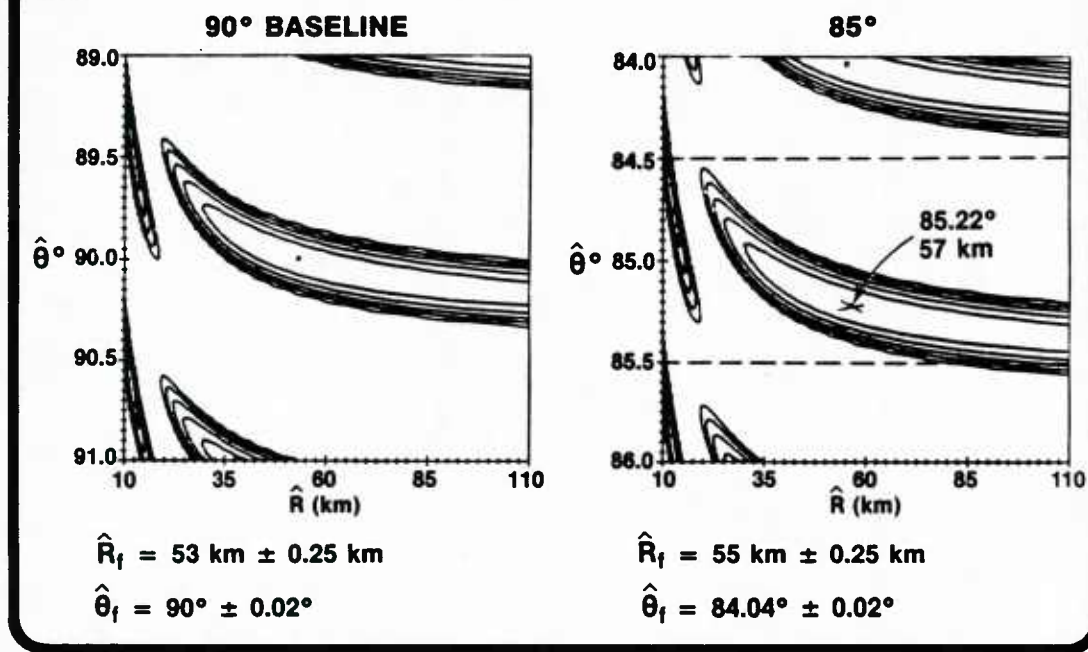 90° BASELINE
89.0
89.5
θ̂° 90.0
90.5
91.0
10 35 60 85 110
R̂ (km)
R̂f = 53 km ± 0.25 km
θ̂f = 90° ± 0.02°
85°
84.0
84.5
85.22°
57 km
θ̂° 85.0
85.5
86.0
10 35 60 85 110
R̂ (km)
R̂f = 55 km ± 0.25 km
θ̂f = 84.04° ± 0.02°